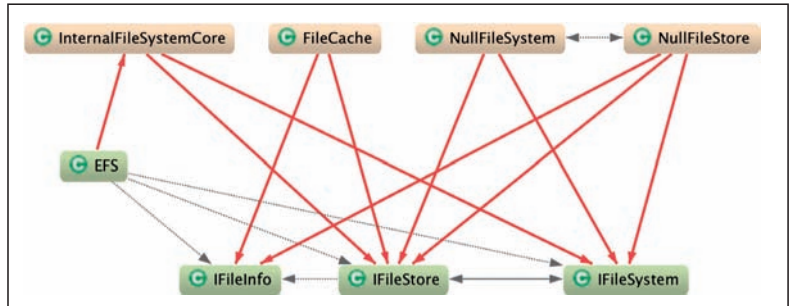 InternalFileSystemCore
FileCache
NullFileSystem
NullFileStore
EFS
IFileInfo
IFileStore
IFileSystem